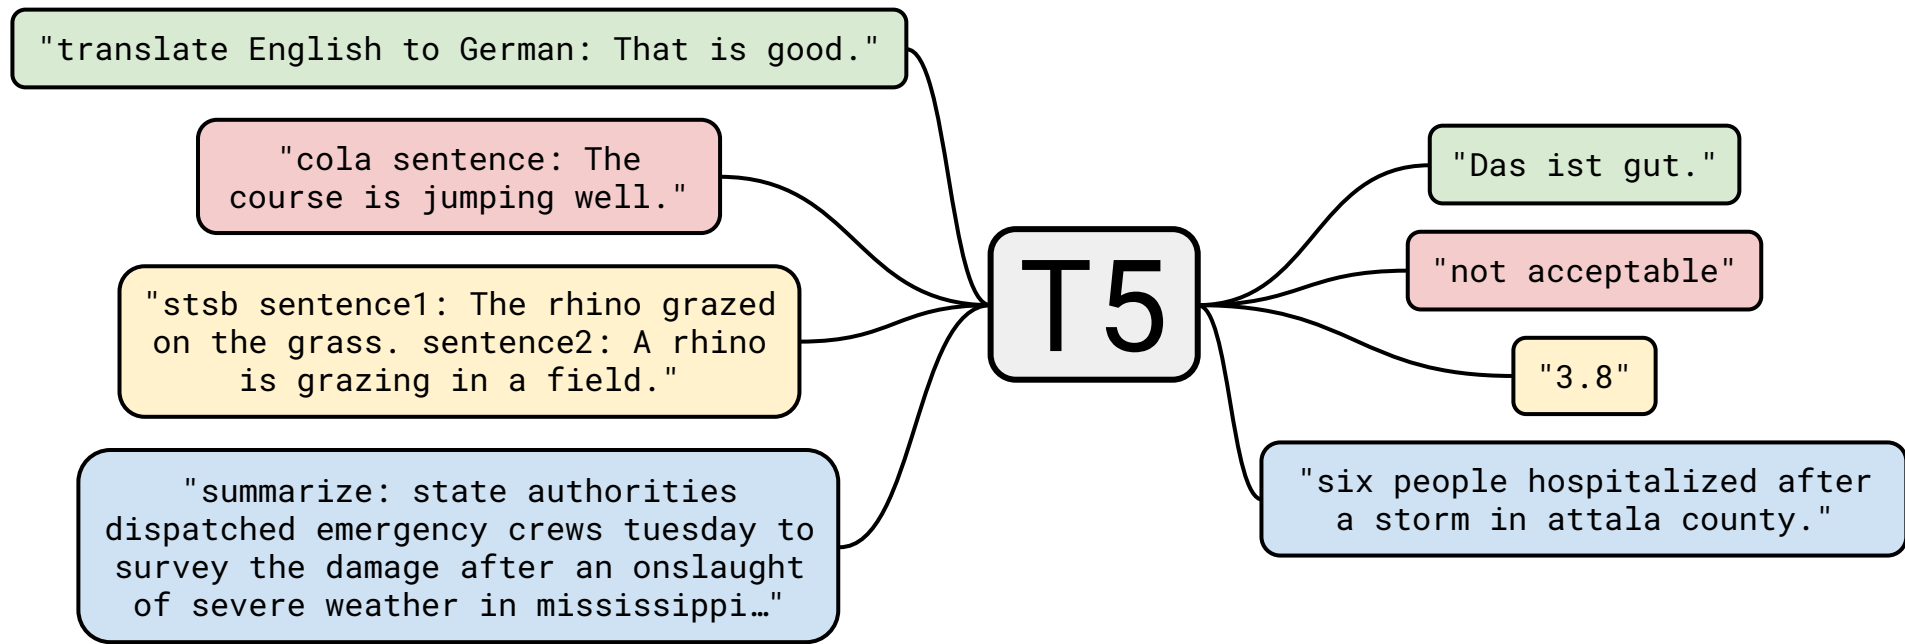 "translate English to German: That is good."
"cola sentence: The
course is jumping well."
"stsb sentence1: The rhino grazed
on the grass. sentence2: A rhino
is grazing in a field."
"summarize: state authorities
dispatched emergency crews tuesday to
survey the damage after an onslaught
of severe weather in mississippi…"
T5
"Das ist gut."
"not acceptable"
"3.8"
"six people hospitalized after
a storm in attala county."